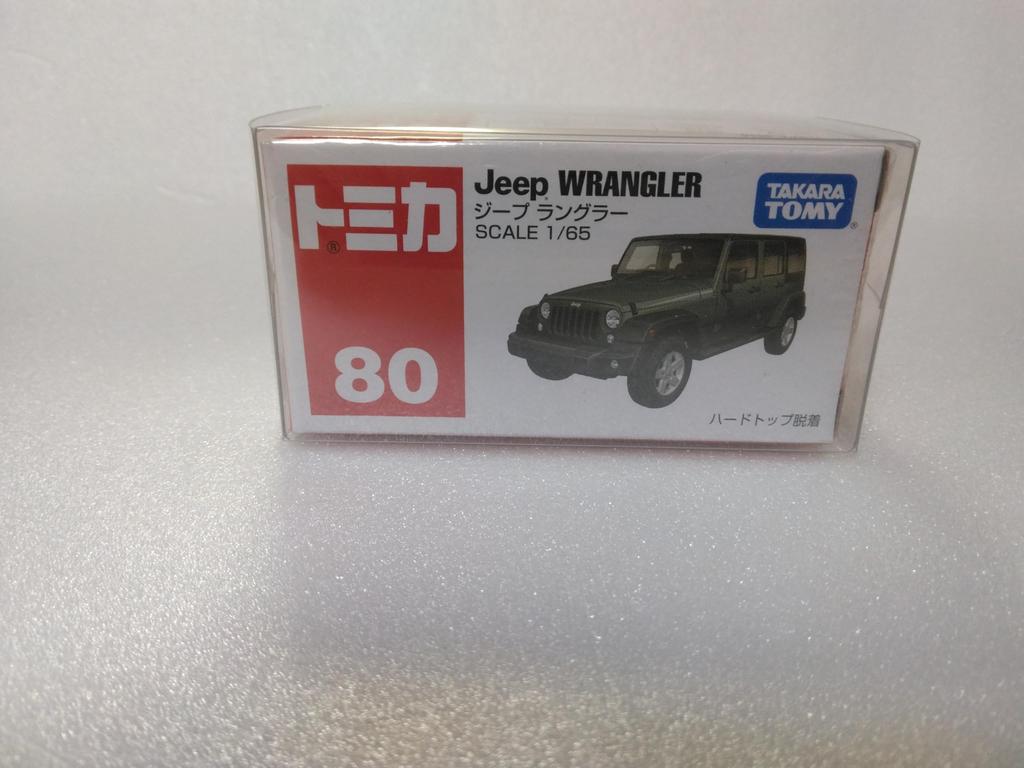 トミカ
®
80
Jeep WRANGLER
ジープ ラングラー
SCALE 1/65
TAKARA
TOMY
®
ハードトップ脱着